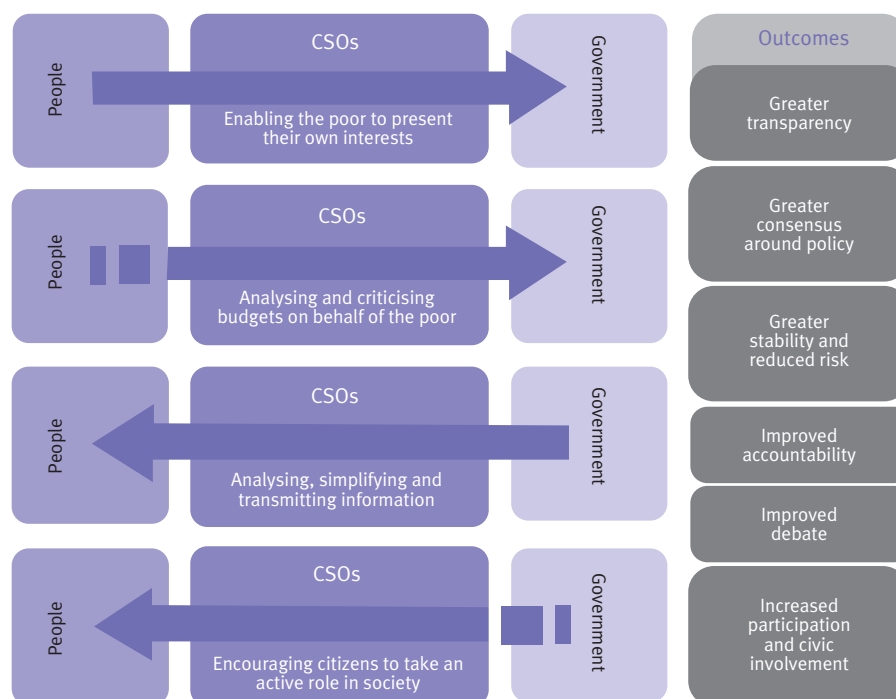 People
CSOs
Enabling the poor to present
their own interests
Government
People
CSOs
Analysing and criticising
budgets on behalf of the poor
Government
People
CSOs
Analysing, simplifying and
transmitting information
Government
People
CSOs
Encouraging citizens to take an
active role in society
Government
Outcomes
Greater
transparency
Greater
consensus
around policy
Greater
stability and
reduced risk
Improved
accountability
Improved
debate
Increased
participation
and civic
involvement